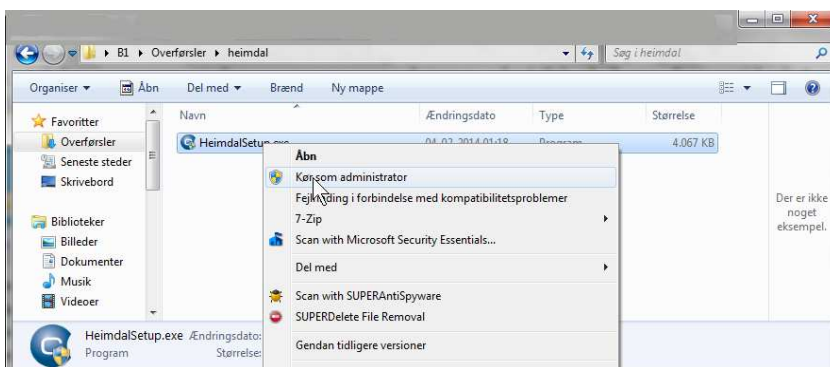 B1 Overførsler heimdal
Søg i heimdal
Organiser Åbn Del med Brænd Ny mappe
Favoritter
Overførsler
Seneste steder
Skrivebord
Biblioteker
Billeder
Dokumenter
Musik
Videoer
Navn Ændringsdato Type Størrelse
HeimdalSetup.exe 04-02-2014 01:18 Program 4.067 KB
Åbn
Kør som administrator
Fejlfinding i forbindelse med kompatibilitetsproblemer
7-Zip
Scan with Microsoft Security Essentials...
Del med
Scan with SUPERAntiSpyware
SUPERDelete File Removal
Gendan tidligere versioner
Der er ikke
noget
eksempel.
HeimdalSetup.exe Ændringsdato:
Program Størrelse: